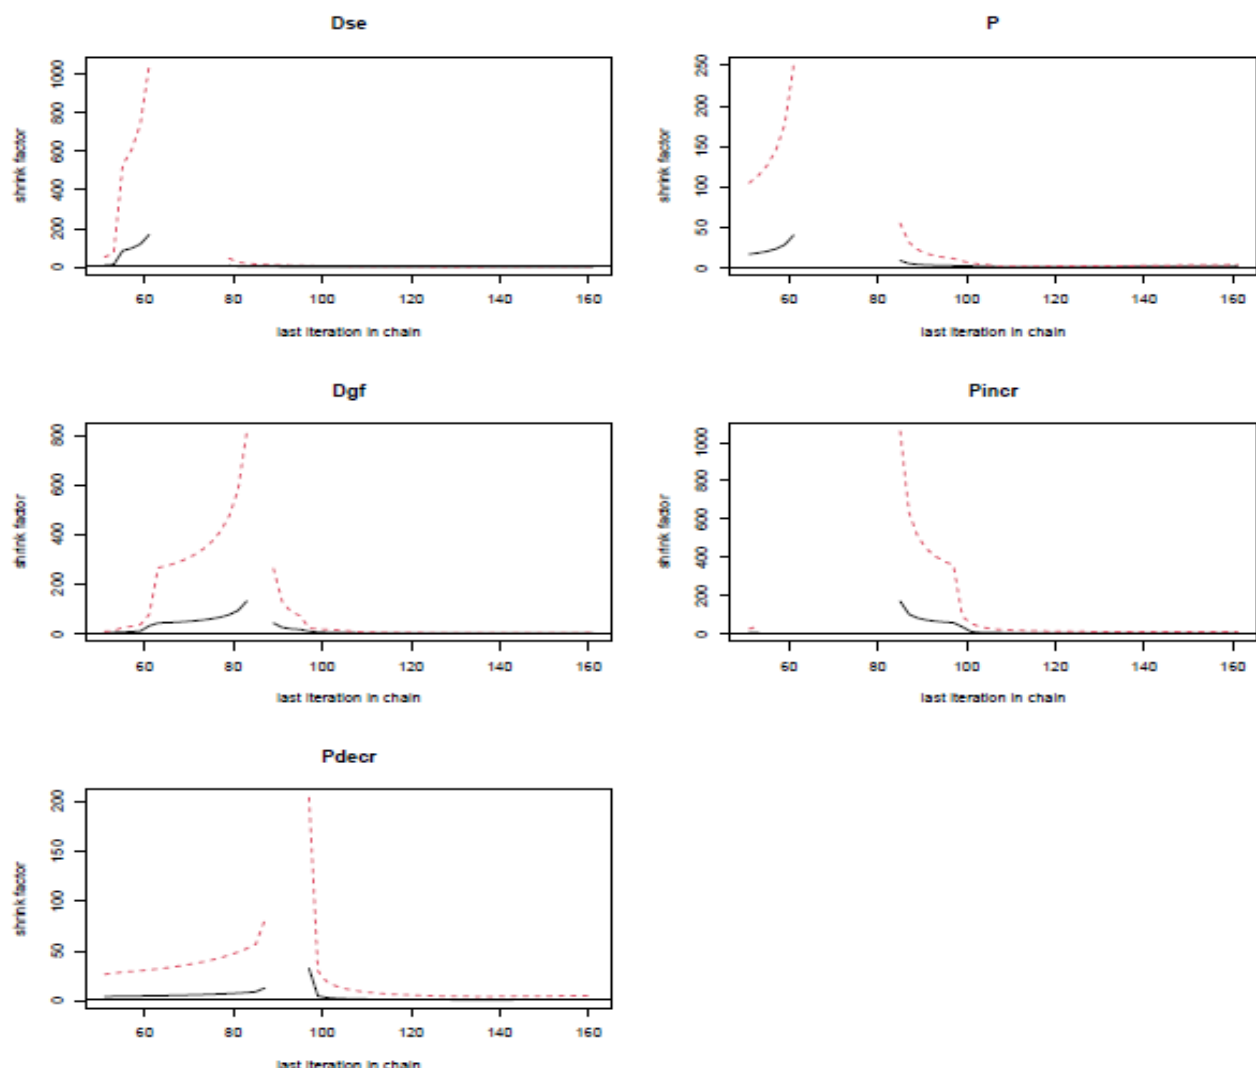 Dse
shrink factor
0 200 400 600 800 1000
60 80 100 120 140 160
last iteration in chain
P
shrink factor
0 50 100 150 200 250
60 80 100 120 140 160
last iteration in chain
Dgf
shrink factor
0 200 400 600 800
60 80 100 120 140 160
last iteration in chain
Pincr
shrink factor
0 200 400 600 800 1000
60 80 100 120 140 160
last iteration in chain
Pdecr
shrink factor
0 50 100 150 200
60 80 100 120 140 160
last iteration in chain